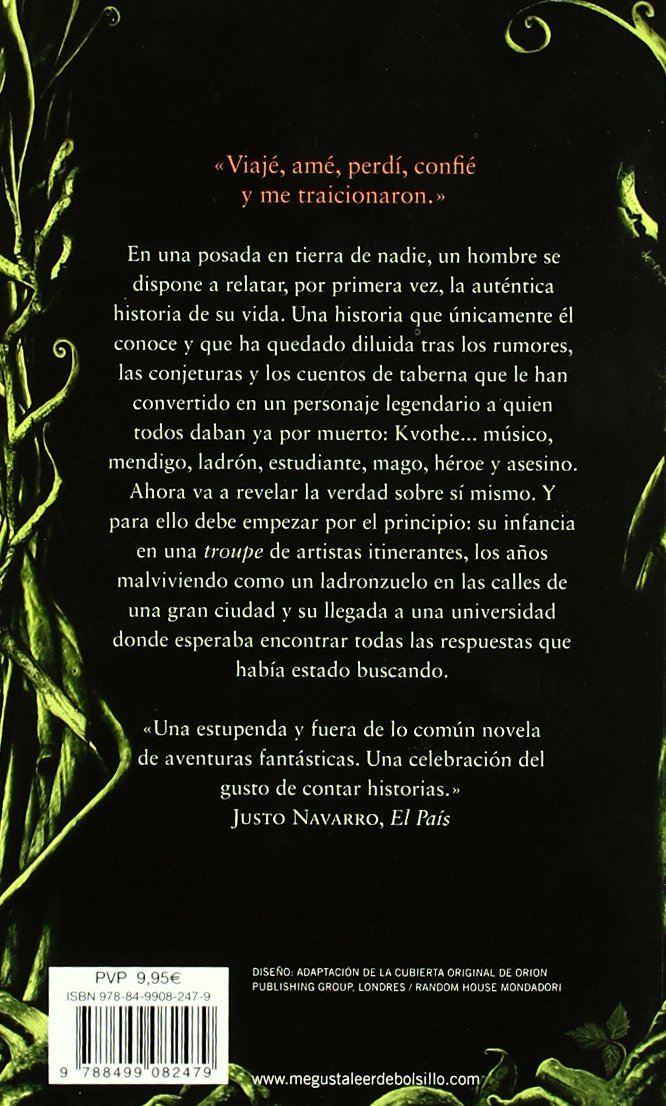 «Viajé, amé, perdí, confié
y me traicionaron.»
En una posada en tierra de nadie, un hombre se
dispone a relatar, por primera vez, la auténtica
historia de su vida. Una historia que únicamente él
conoce y que ha quedado diluida tras los rumores,
las conjeturas y los cuentos de taberna que le han
convertido en un personaje legendario a quien
todos daban ya por muerto: Kvothe... músico,
mendigo, ladrón, estudiante, mago, héroe y asesino.
Ahora va a revelar la verdad sobre sí mismo. Y
para ello debe empezar por el principio: su infancia
en una troupe de artistas itinerantes, los años
malviviendo como un ladronzuelo en las calles de
una gran ciudad y su llegada a una universidad
donde esperaba encontrar todas las respuestas que
había estado buscando.
«Una estupenda y fuera de lo común novela
de aventuras fantásticas. Una celebración del
gusto de contar historias.»
JUSTO NAVARRO, El País
PVP 9,95€
ISBN 978-84-9908-247-9
9 788499 082479
DISEÑO: ADAPTACIÓN DE LA CUBIERTA ORIGINAL DE ORION
PUBLISHING GROUP, LONDRES / RANDOM HOUSE MONDADORI
www.megustaleerdebolsillo.com